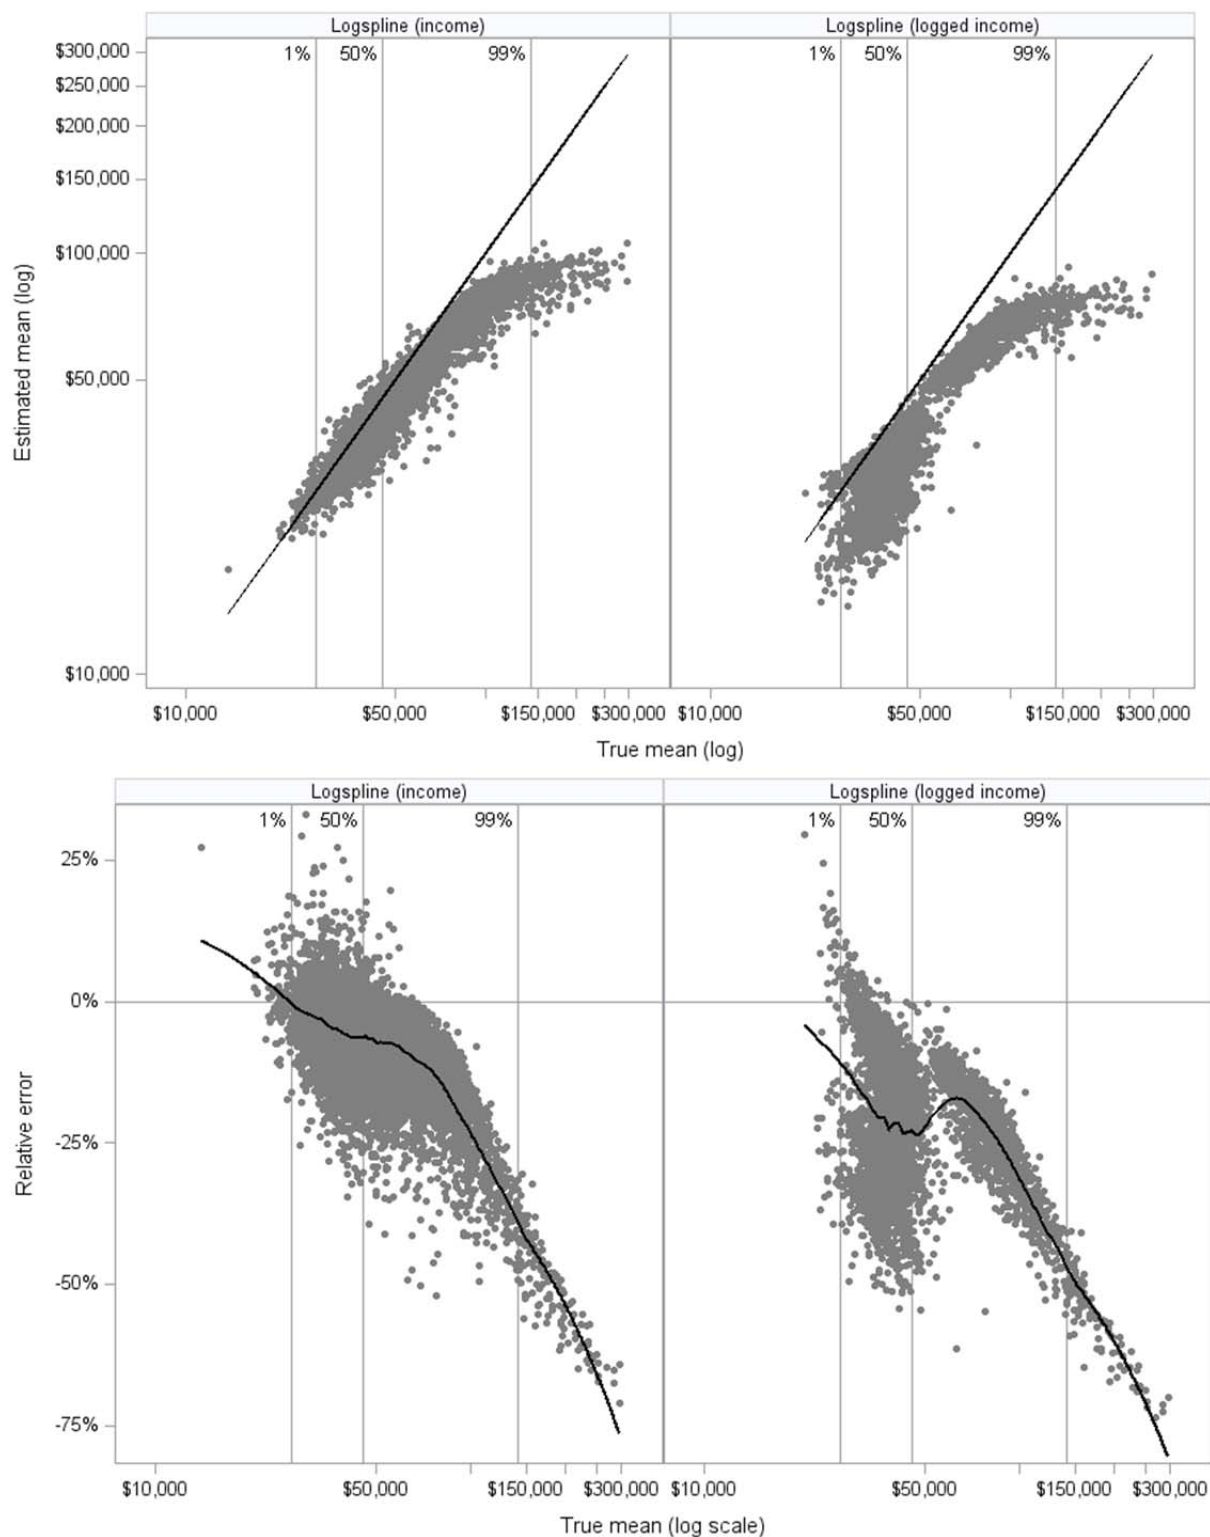 Logspline (income) Logspline (logged income)
1% 50% 99% 1% 50% 99%
$300,000
$250,000
$200,000
$150,000
$100,000
$50,000
$10,000
Estimated mean (log)
$10,000 $50,000 $150,000 $300,000 $10,000 $50,000 $150,000 $300,000
True mean (log)
Logspline (income) Logspline (logged income)
1% 50% 99% 1% 50% 99%
25%
0%
-25%
-50%
-75%
Relative error
$10,000 $50,000 $150,000 $300,000 $10,000 $50,000 $150,000 $300,000
True mean (log scale)